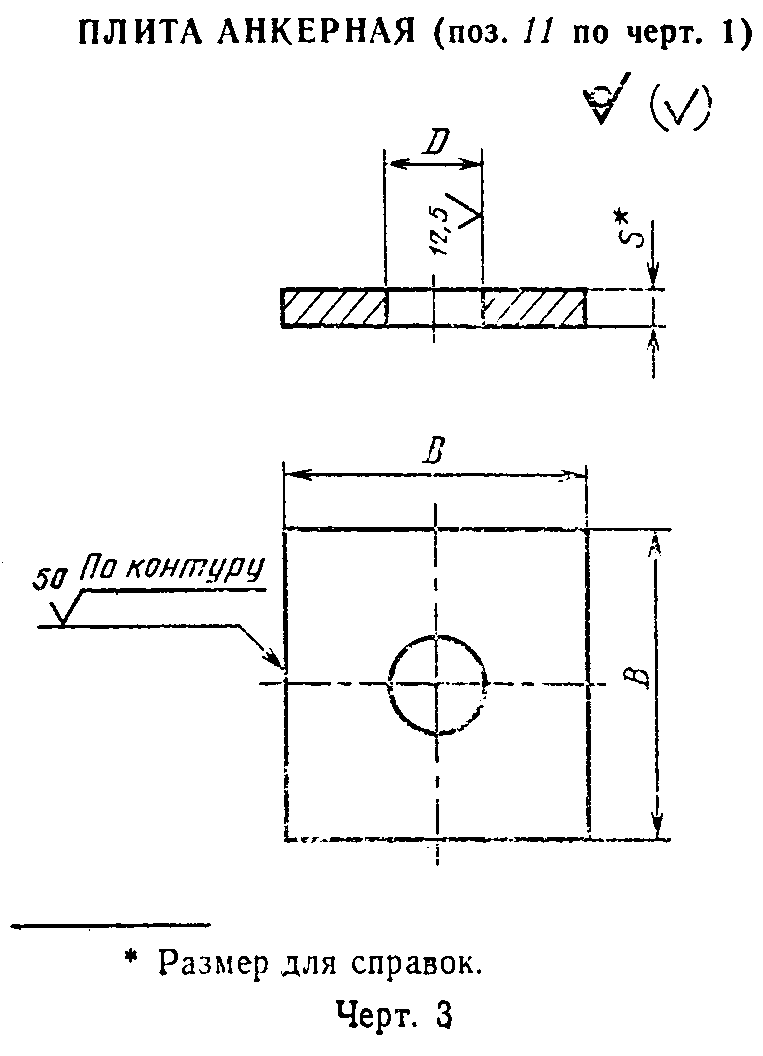 ПЛИТА АНКЕРНАЯ (поз. 11 по черт. 1)
D
12,5
S*
B
50 По контуру
B
* Размер для справок.
Черт. 3